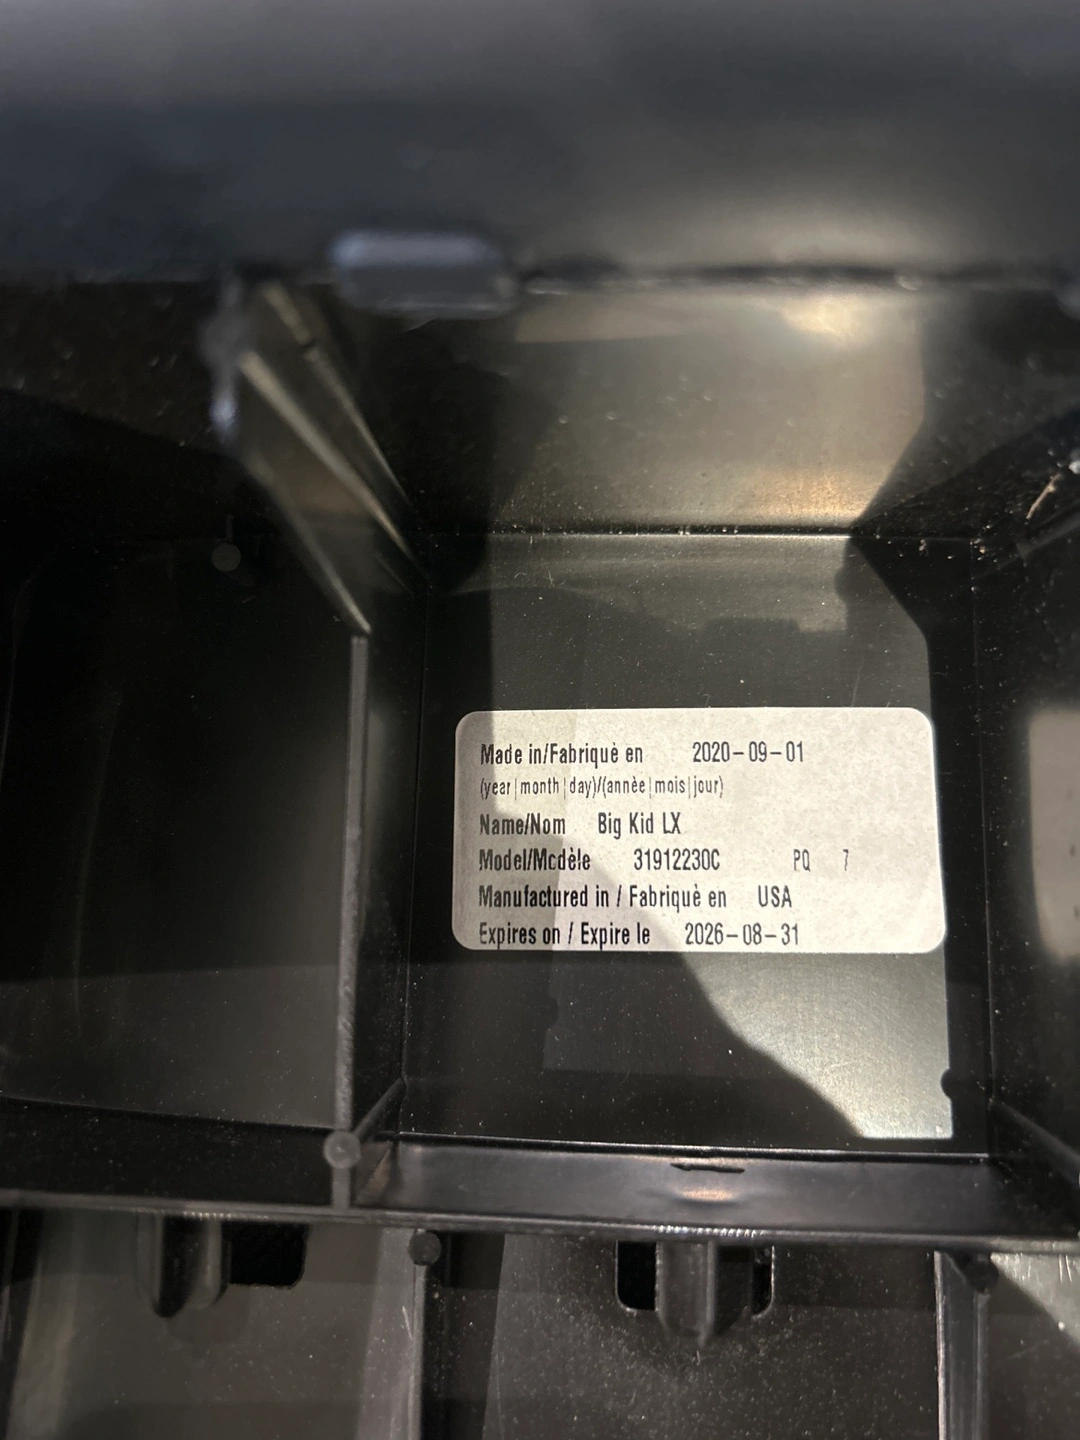 Made in/Fabriquè en 2020-09-01
(year|month|day)/(annèe|mois|jour)
Name/Nom Big Kid LX
Model/Mcdèle 31912230C PQ 7
Manufactured in / Fabriquè en USA
Expires on / Expire le 2026-08-31